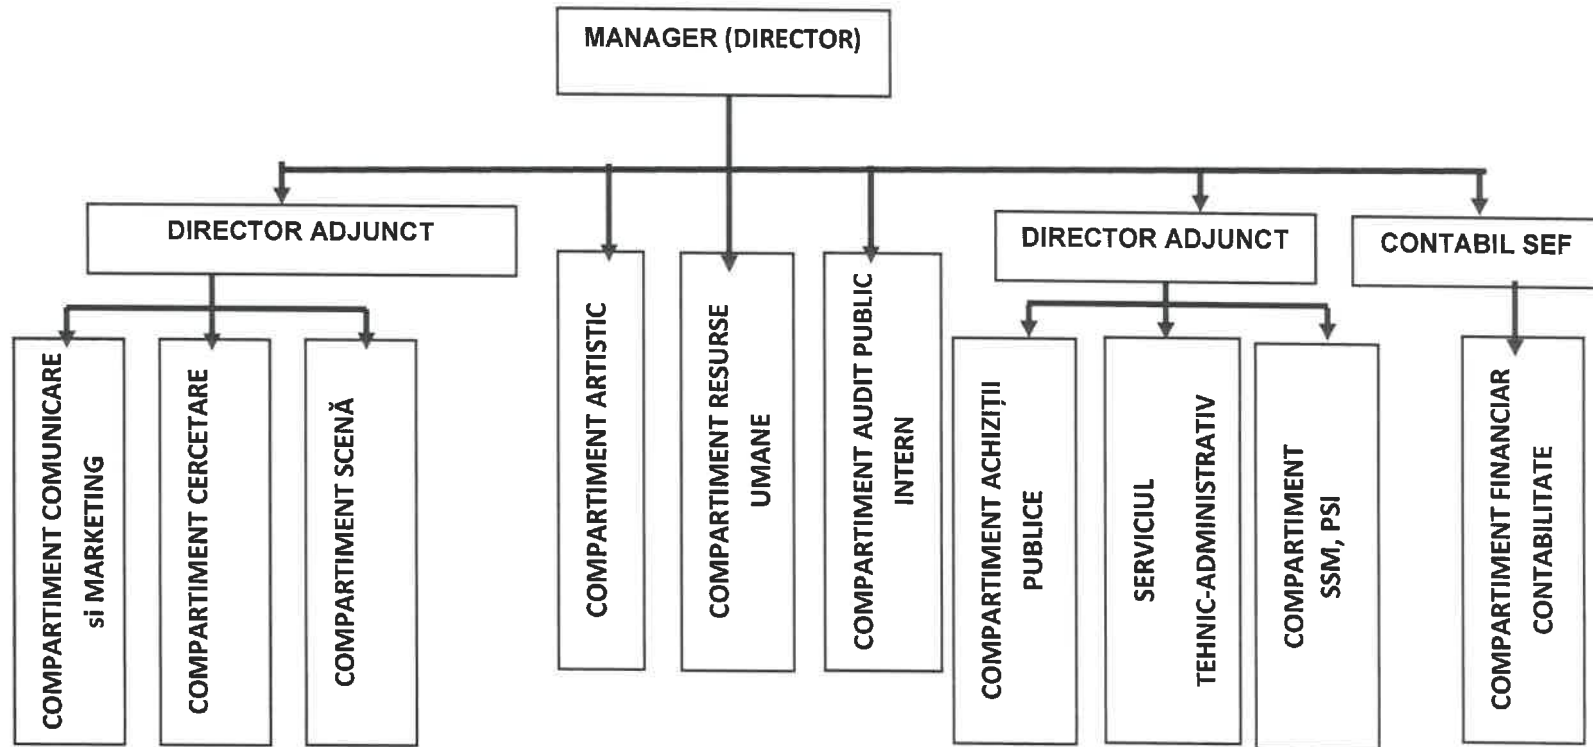 MANAGER (DIRECTOR)
DIRECTOR ADJUNCT
DIRECTOR ADJUNCT
CONTABIL SEF
COMPARTIMENT COMUNICARE
si MARKETING
COMPARTIMENT CERCETARE
COMPARTIMENT SCENĂ
COMPARTIMENT ARTISTIC
COMPARTIMENT RESURSE
UMANE
COMPARTIMENT AUDIT PUBLIC
INTERN
COMPARTIMENT ACHIZIȚII
PUBLICE
SERVICIUL
TEHNIC-ADMINISTRATIV
COMPARTIMENT
SSM, PSI
COMPARTIMENT FINANCIAR
CONTABILITATE